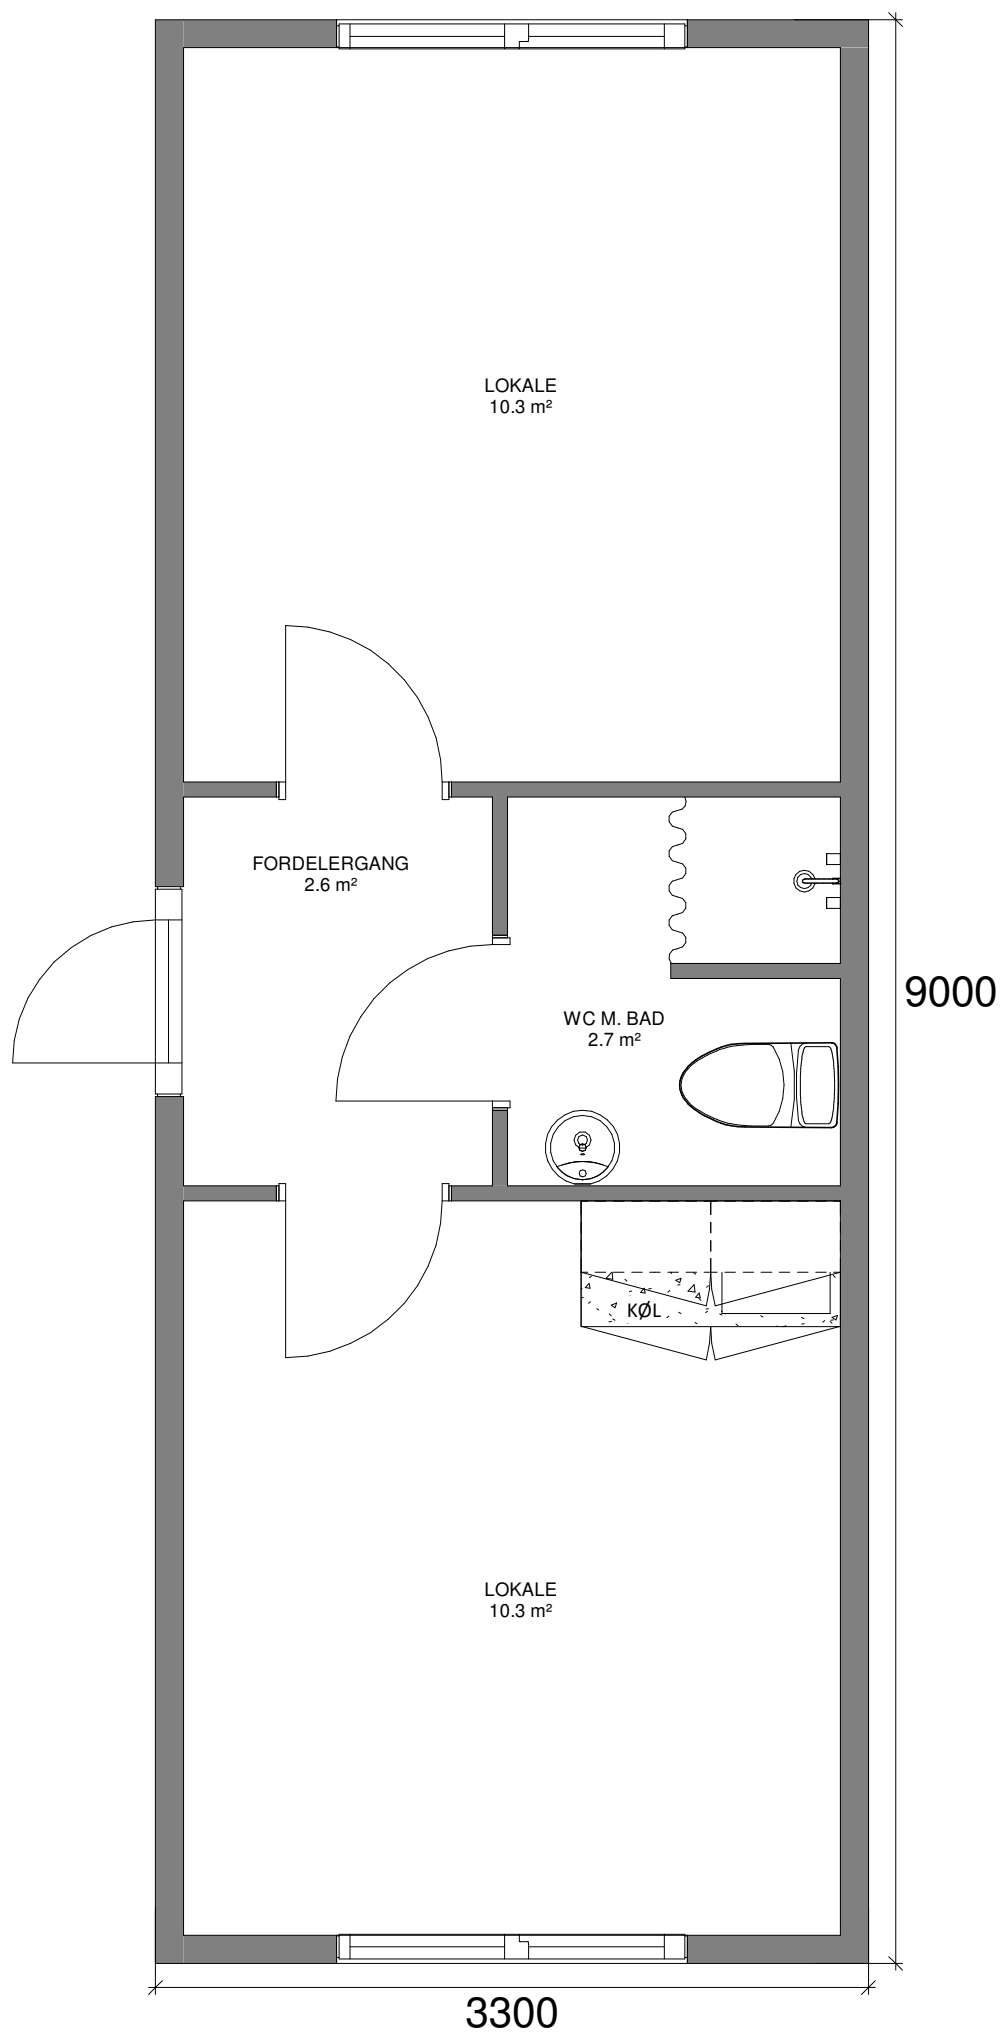 LOKALE
10.3 m²
FORDELERGANG
2.6 m²
9000
WC M. BAD
2.7 m²
KØL
LOKALE
10.3 m²
3300